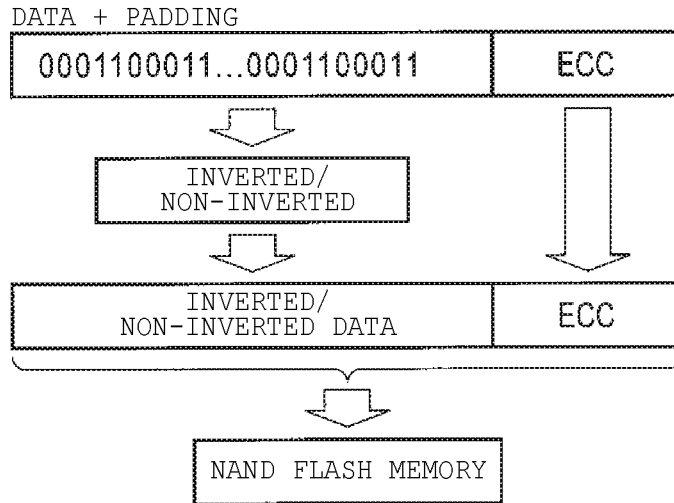 DATA + PADDING
0001100011...0001100011 ECC
INVERTED/
NON-INVERTED
INVERTED/
NON-INVERTED DATA ECC
NAND FLASH MEMORY